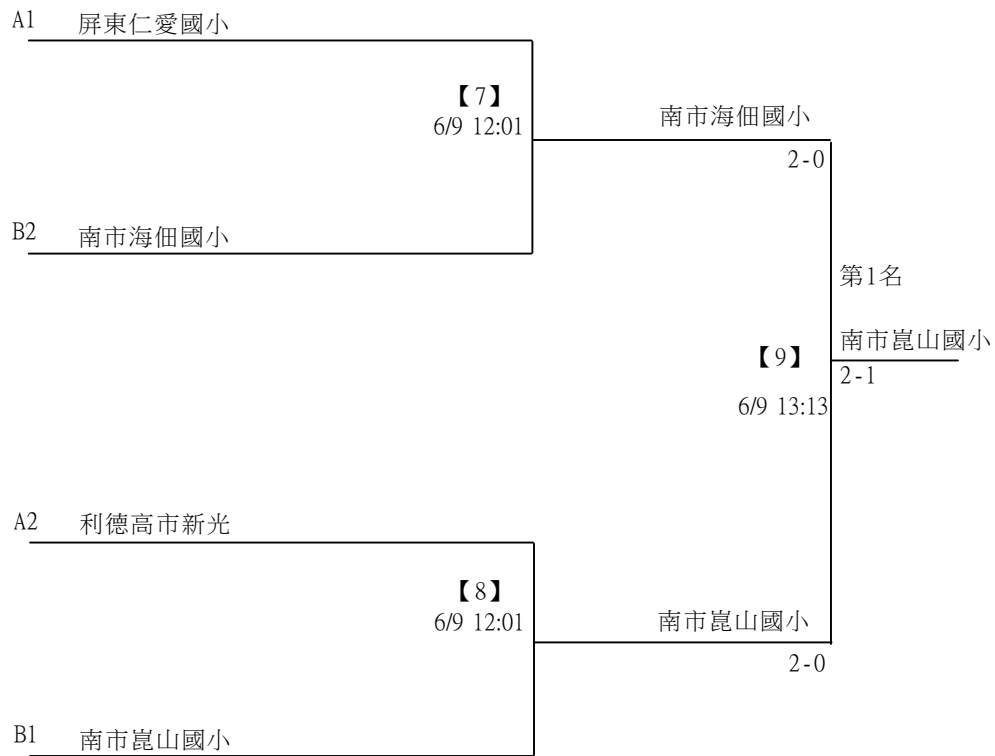 A1 屏東仁愛國小
【7】
6/9 12:01
南市海佃國小
2-0
B2 南市海佃國小
第1名
南市崑山國小
【9】
2-1
6/9 13:13
A2 利德高市新光
【8】
6/9 12:01
南市崑山國小
2-0
B1 南市崑山國小